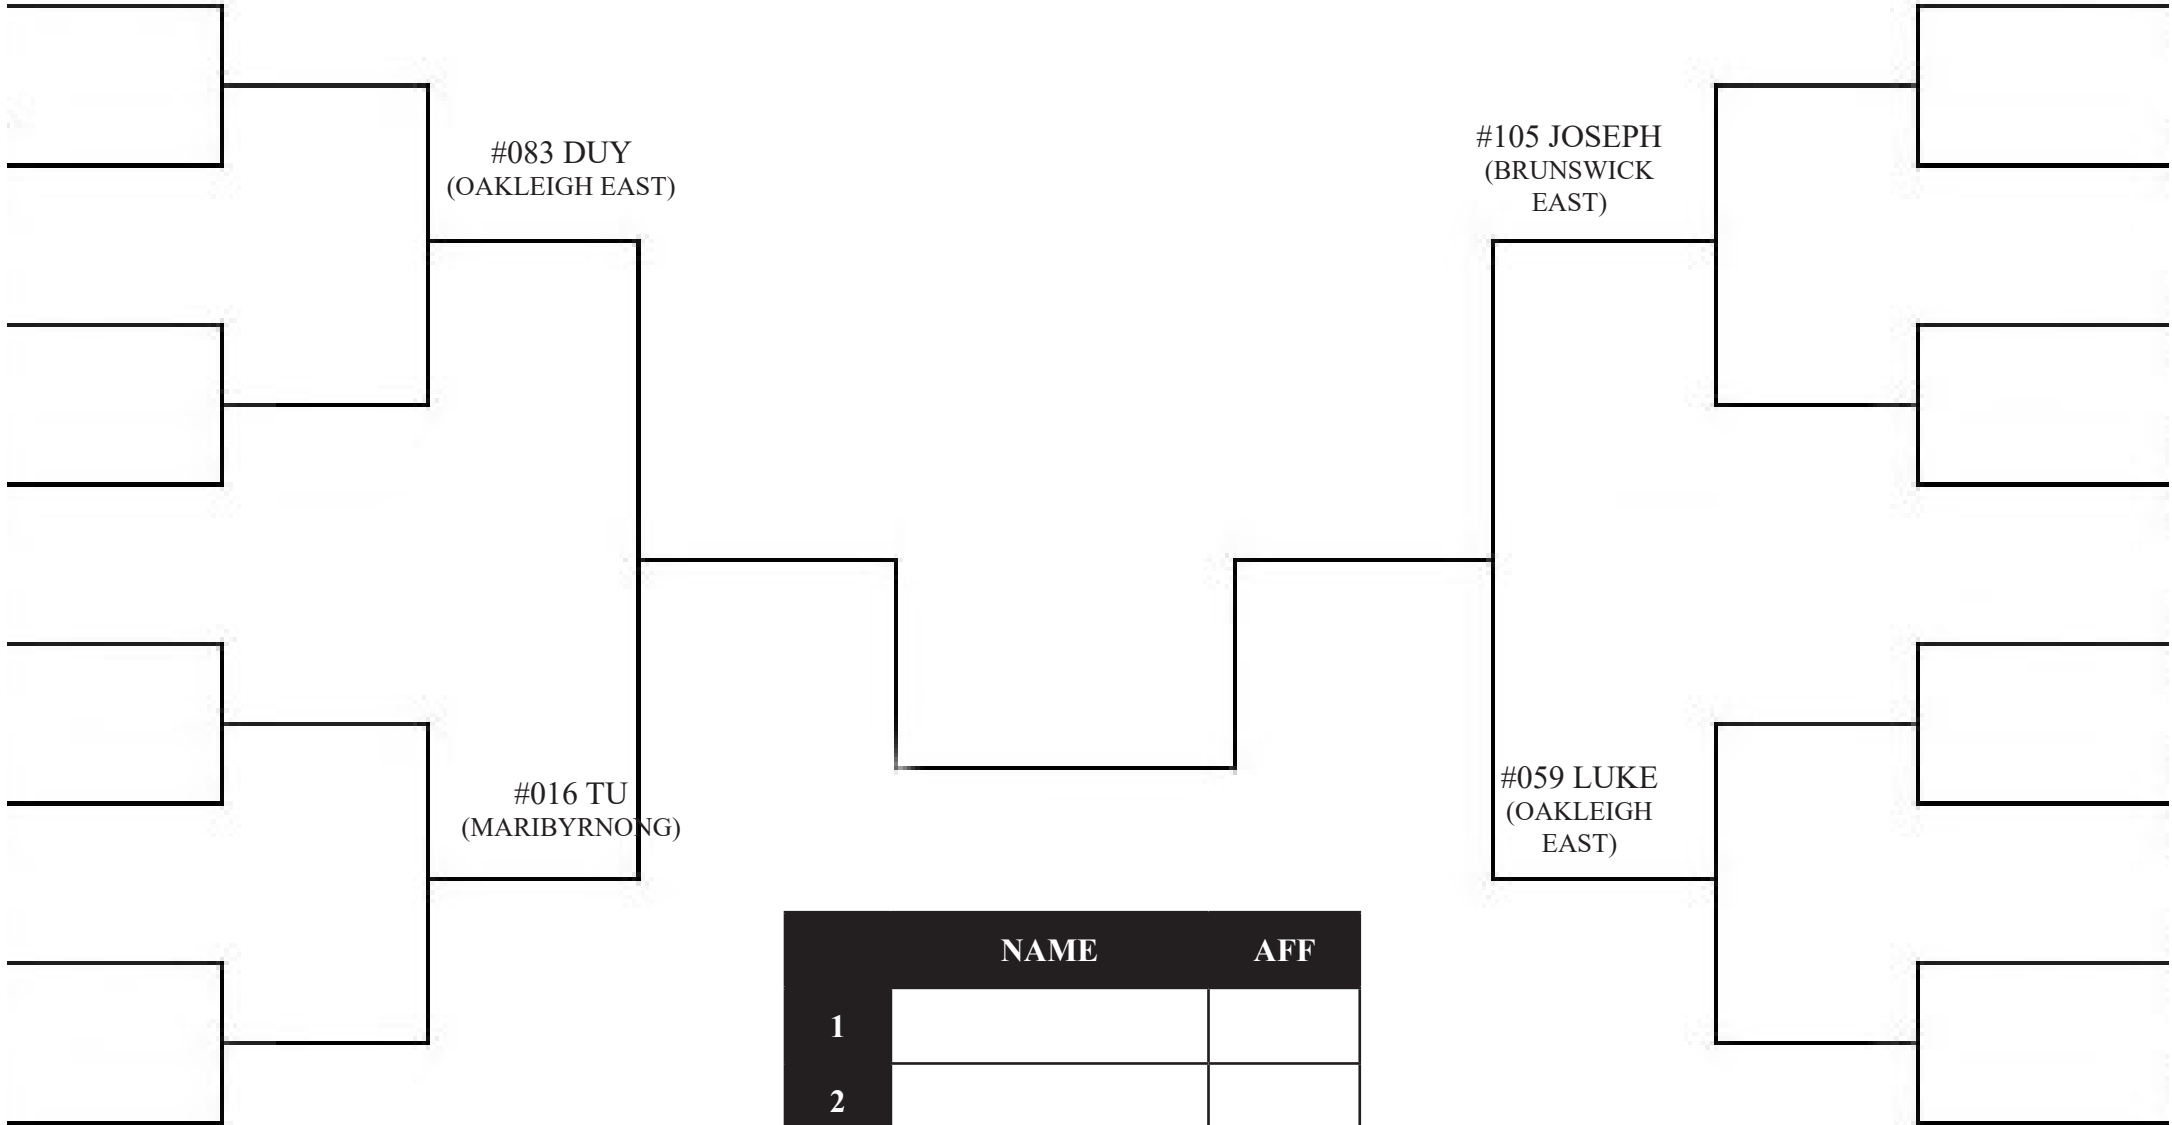 #083 DUY
(OAKLEIGH EAST)
#105 JOSEPH
(BRUNSWICK
EAST)
#016 TU
(MARIBYRNONG)
#059 LUKE
(OAKLEIGH
EAST)
NAME AFF
1
2